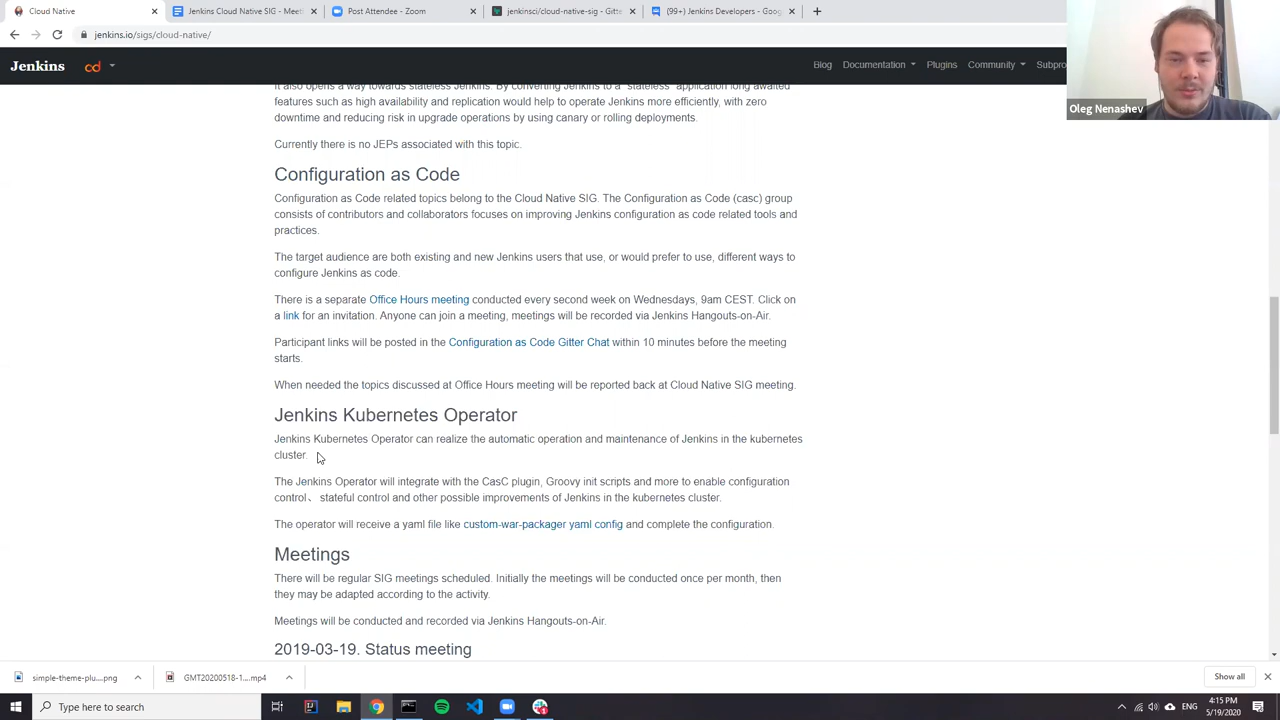 Cloud Native
Jenkins Cloud Native SIG - Meet
Post Attendee - Zoom
jenkinsci/cloud-native-sig - Gitte
(99+) Jenkins Developers - Goog
jenkins.io/sigs/cloud-native/
Jenkins
cd
Blog
Documentation
Plugins
Community
Subpro
Oleg Nenashev
It also opens a way towards stateless Jenkins. By converting Jenkins to a "stateless" application long awaited
features such as high availability and replication would help to operate Jenkins more efficiently, with zero
downtime and reducing risk in upgrade operations by using canary or rolling deployments.
Currently there is no JEPs associated with this topic.
Configuration as Code
Configuration as Code related topics belong to the Cloud Native SIG. The Configuration as Code (casc) group
consists of contributors and collaborators focuses on improving Jenkins configuration as code related tools and
practices.
The target audience are both existing and new Jenkins users that use, or would prefer to use, different ways to
configure Jenkins as code.
There is a separate Office Hours meeting conducted every second week on Wednesdays, 9am CEST. Click on
a link for an invitation. Anyone can join a meeting, meetings will be recorded via Jenkins Hangouts-on-Air.
Participant links will be posted in the Configuration as Code Gitter Chat within 10 minutes before the meeting
starts.
When needed the topics discussed at Office Hours meeting will be reported back at Cloud Native SIG meeting.
Jenkins Kubernetes Operator
Jenkins Kubernetes Operator can realize the automatic operation and maintenance of Jenkins in the kubernetes
cluster.
The Jenkins Operator will integrate with the CasC plugin, Groovy init scripts and more to enable configuration
control、 stateful control and other possible improvements of Jenkins in the kubernetes cluster.
The operator will receive a yaml file like custom-war-packager yaml config and complete the configuration.
Meetings
There will be regular SIG meetings scheduled. Initially the meetings will be conducted once per month, then
they may be adapted according to the activity.
Meetings will be conducted and recorded via Jenkins Hangouts-on-Air.
2019-03-19. Status meeting
simple-theme-plu....png
GMT20200518-1....mp4
Show all
Type here to search
ENG
4:15 PM
5/19/2020